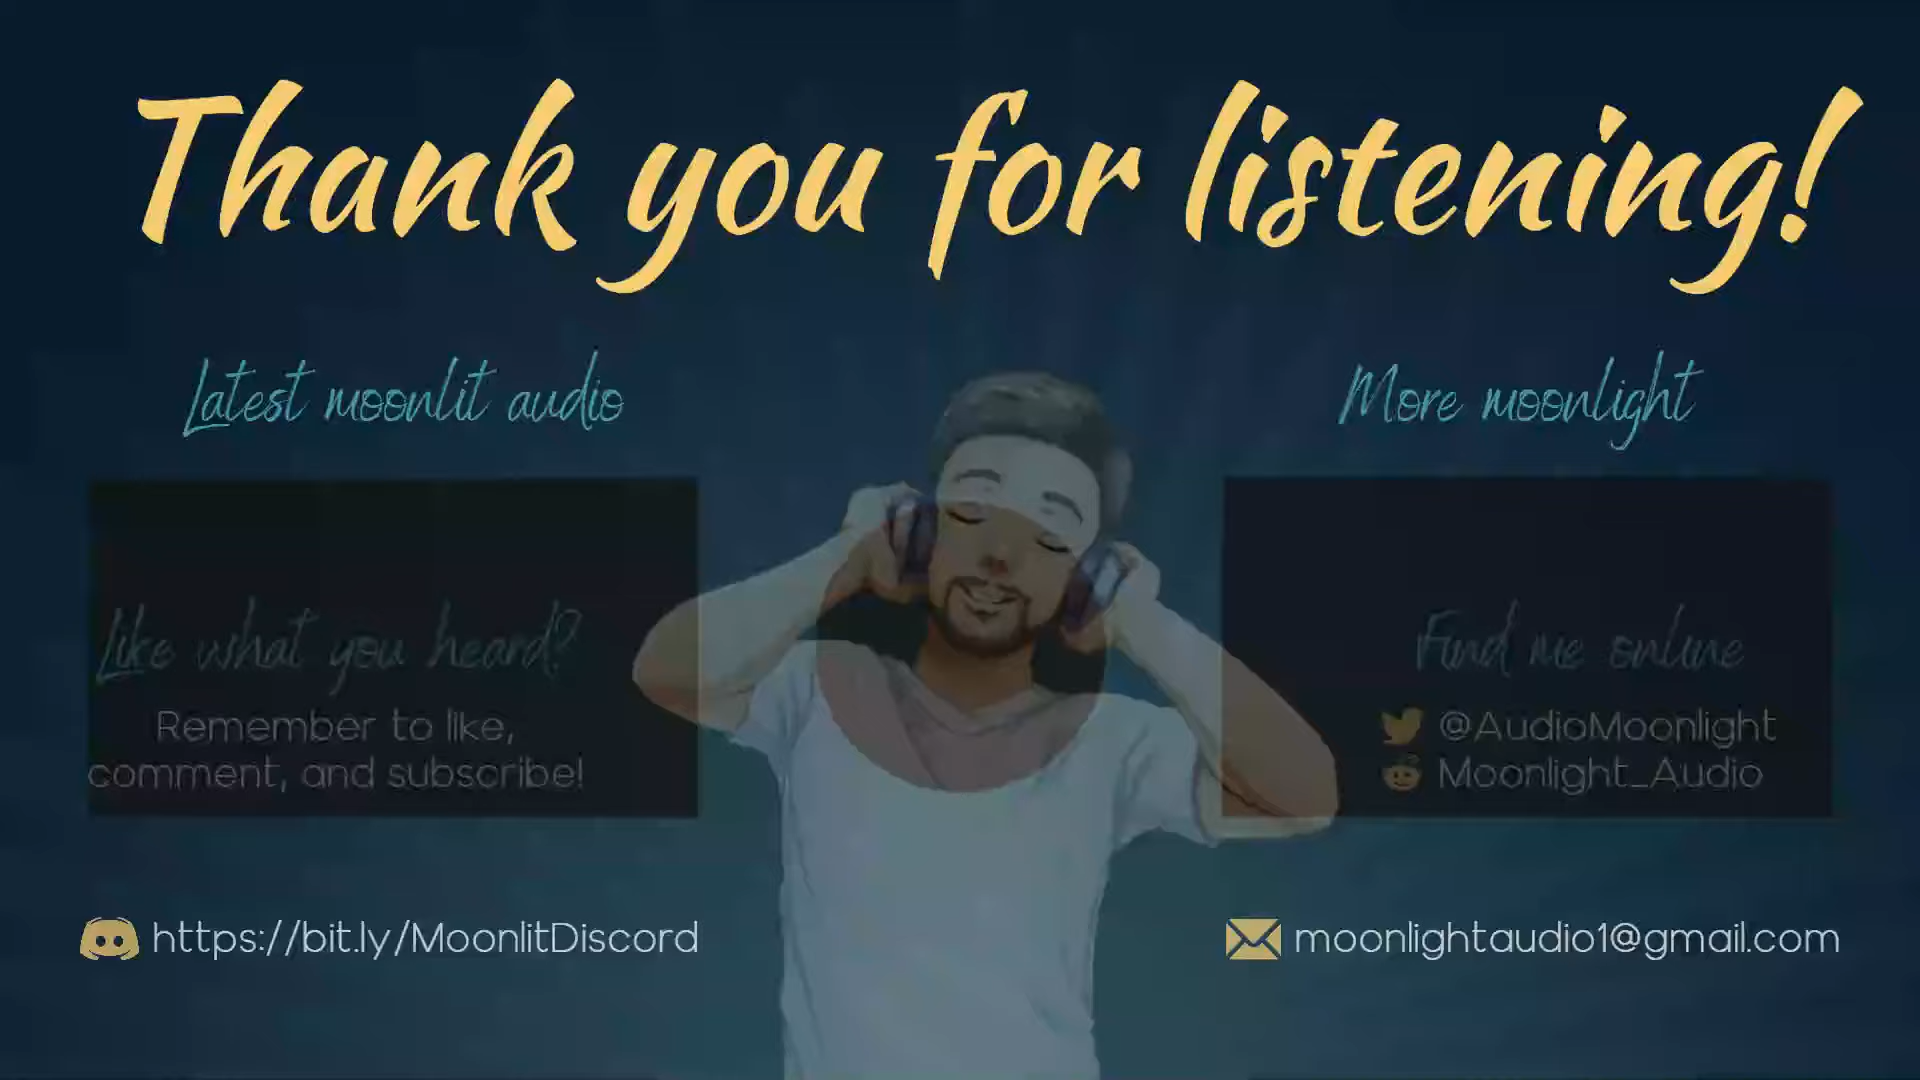 Thank you for listening!
Latest moonlit audio
More moonlight
Like what you heard?
Remember to like,
comment, and subscribe!
Find me online
@AudioMoonlight
Moonlight_Audio
https://bit.ly/MoonlitDiscord
moonlightaudio1@gmail.com